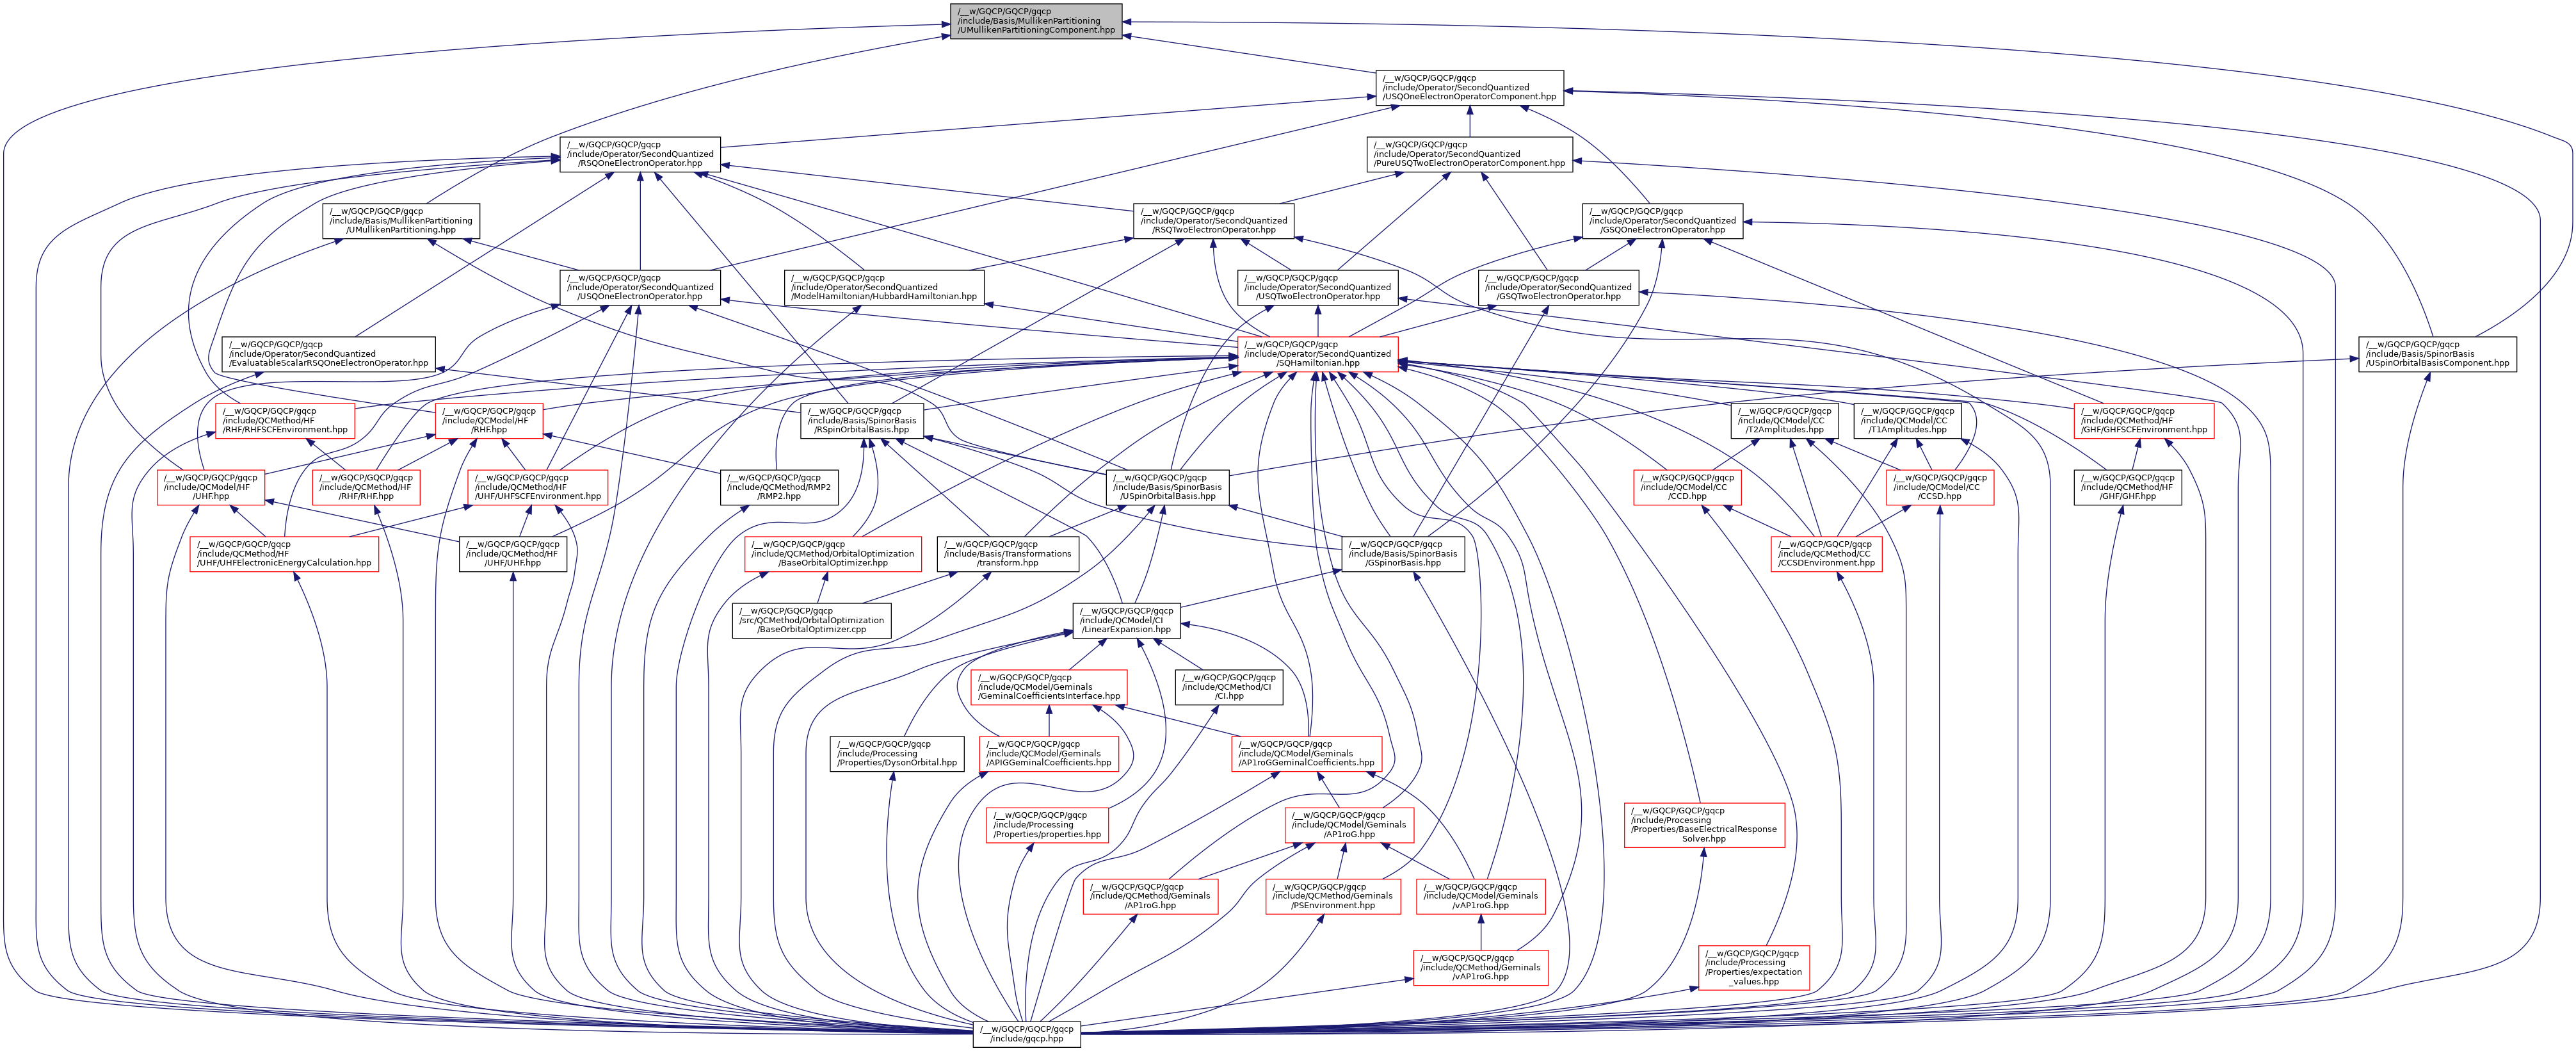 /__w/GQCP/GQCP/gqcp
/include/Basis/MullikenPartitioning
/UMullikenPartitioningComponent.hpp
/__w/GQCP/GQCP/gqcp
/include/Operator/SecondQuantized
/USQOneElectronOperatorComponent.hpp
/__w/GQCP/GQCP/gqcp
/include/Operator/SecondQuantized
/RSQOneElectronOperator.hpp
/__w/GQCP/GQCP/gqcp
/include/Operator/SecondQuantized
/PureUSQTwoElectronOperatorComponent.hpp
/__w/GQCP/GQCP/gqcp
/include/Basis/MullikenPartitioning
/UMullikenPartitioning.hpp
/__w/GQCP/GQCP/gqcp
/include/Operator/SecondQuantized
/RSQTwoElectronOperator.hpp
/__w/GQCP/GQCP/gqcp
/include/Operator/SecondQuantized
/GSQOneElectronOperator.hpp
/__w/GQCP/GQCP/gqcp
/include/Operator/SecondQuantized
/USQOneElectronOperator.hpp
/__w/GQCP/GQCP/gqcp
/include/Operator/SecondQuantized
/ModelHamiltonian/HubbardHamiltonian.hpp
/__w/GQCP/GQCP/gqcp
/include/Operator/SecondQuantized
/USQTwoElectronOperator.hpp
/__w/GQCP/GQCP/gqcp
/include/Operator/SecondQuantized
/GSQTwoElectronOperator.hpp
/__w/GQCP/GQCP/gqcp
/include/Operator/SecondQuantized
/EvaluatableScalarRSQOneElectronOperator.hpp
/__w/GQCP/GQCP/gqcp
/include/Operator/SecondQuantized
/SQHamiltonian.hpp
/__w/GQCP/GQCP/gqcp
/include/Basis/SpinorBasis
/USpinOrbitalBasisComponent.hpp
/__w/GQCP/GQCP/gqcp
/include/QCMethod/HF
/RHF/RHFSCFEnvironment.hpp
/__w/GQCP/GQCP/gqcp
/include/QCModel/HF
/RHF.hpp
/__w/GQCP/GQCP/gqcp
/include/Basis/SpinorBasis
/RSpinOrbitalBasis.hpp
/__w/GQCP/GQCP/gqcp
/include/QCModel/CC
/T2Amplitudes.hpp
/__w/GQCP/GQCP/gqcp
/include/QCModel/CC
/T1Amplitudes.hpp
/__w/GQCP/GQCP/gqcp
/include/QCMethod/HF
/GHF/GHFSCFEnvironment.hpp
/__w/GQCP/GQCP/gqcp
/include/QCModel/HF
/UHF.hpp
/__w/GQCP/GQCP/gqcp
/include/QCMethod/HF
/RHF/RHF.hpp
/__w/GQCP/GQCP/gqcp
/include/QCMethod/HF
/UHF/UHFSCFEnvironment.hpp
/__w/GQCP/GQCP/gqcp
/include/QCMethod/RMP2
/RMP2.hpp
/__w/GQCP/GQCP/gqcp
/include/Basis/SpinorBasis
/USpinOrbitalBasis.hpp
/__w/GQCP/GQCP/gqcp
/include/QCModel/CC
/CCD.hpp
/__w/GQCP/GQCP/gqcp
/include/QCModel/CC
/CCSD.hpp
/__w/GQCP/GQCP/gqcp
/include/QCMethod/HF
/GHF/GHF.hpp
/__w/GQCP/GQCP/gqcp
/include/QCMethod/HF
/UHF/UHFElectronicEnergyCalculation.hpp
/__w/GQCP/GQCP/gqcp
/include/QCMethod/HF
/UHF/UHF.hpp
/__w/GQCP/GQCP/gqcp
/include/QCMethod/OrbitalOptimization
/BaseOrbitalOptimizer.hpp
/__w/GQCP/GQCP/gqcp
/include/Basis/Transformations
/transform.hpp
/__w/GQCP/GQCP/gqcp
/include/Basis/SpinorBasis
/GSpinorBasis.hpp
/__w/GQCP/GQCP/gqcp
/include/QCMethod/CC
/CCSDEnvironment.hpp
/__w/GQCP/GQCP/gqcp
/src/QCMethod/OrbitalOptimization
/BaseOrbitalOptimizer.cpp
/__w/GQCP/GQCP/gqcp
/include/QCModel/CI
/LinearExpansion.hpp
/__w/GQCP/GQCP/gqcp
/include/QCModel/Geminals
/GeminalCoefficientsInterface.hpp
/__w/GQCP/GQCP/gqcp
/include/QCMethod/CI
/CI.hpp
/__w/GQCP/GQCP/gqcp
/include/Processing
/Properties/DysonOrbital.hpp
/__w/GQCP/GQCP/gqcp
/include/QCModel/Geminals
/APIGGeminalCoefficients.hpp
/__w/GQCP/GQCP/gqcp
/include/QCModel/Geminals
/AP1roGGeminalCoefficients.hpp
/__w/GQCP/GQCP/gqcp
/include/Processing
/Properties/properties.hpp
/__w/GQCP/GQCP/gqcp
/include/QCModel/Geminals
/AP1roG.hpp
/__w/GQCP/GQCP/gqcp
/include/Processing
/Properties/BaseElectricalResponse
Solver.hpp
/__w/GQCP/GQCP/gqcp
/include/QCMethod/Geminals
/AP1roG.hpp
/__w/GQCP/GQCP/gqcp
/include/QCMethod/Geminals
/PSEnvironment.hpp
/__w/GQCP/GQCP/gqcp
/include/QCModel/Geminals
/vAP1roG.hpp
/__w/GQCP/GQCP/gqcp
/include/QCMethod/Geminals
/vAP1roG.hpp
/__w/GQCP/GQCP/gqcp
/include/Processing
/Properties/expectation
_values.hpp
/__w/GQCP/GQCP/gqcp
/include/gqcp.hpp